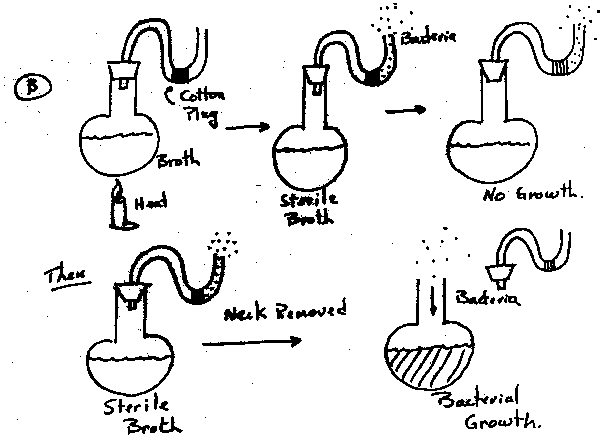 B
Cotton
Plug
Broth
Heat
Bacteria
Sterile
Broth
No Growth.
Then
Sterile
Broth
Neck Removed
Bacteria
Bacterial
Growth.